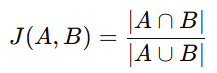 J(A, B) = |A ∩ B| / |A ∪ B|